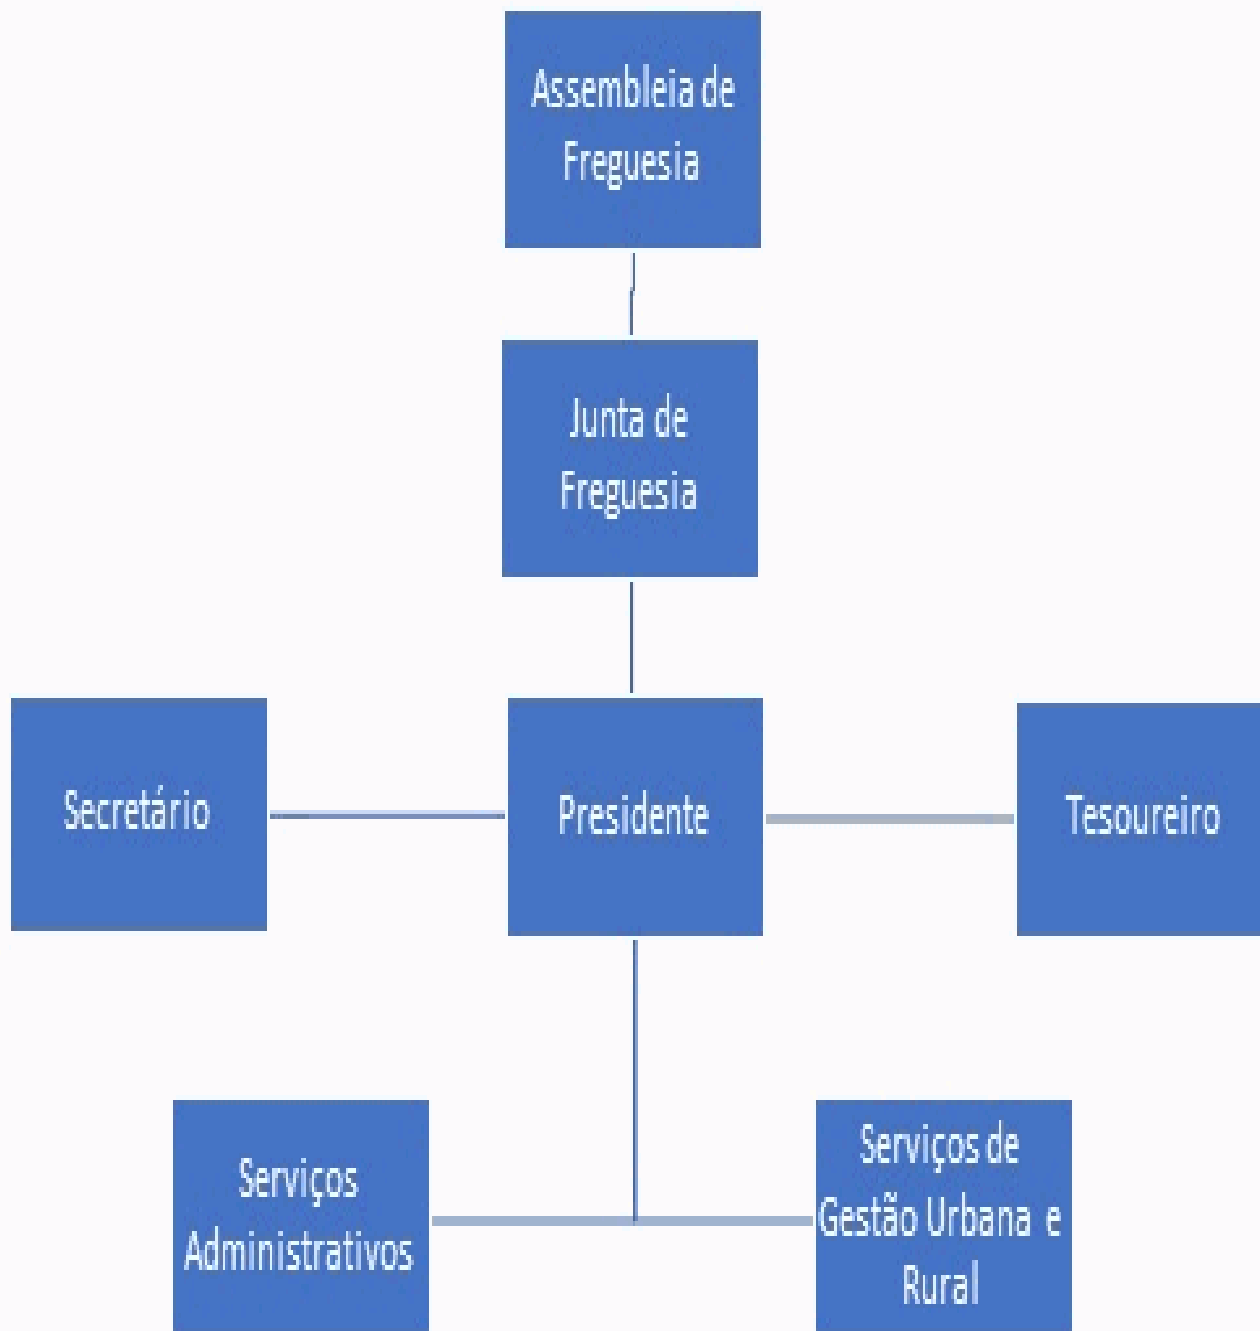 Assembleia de
Freguesia
Junta de
Freguesia
Secretário
Presidente
Tesoureiro
Serviços
Administrativos
Serviços de
Gestão Urbana e
Rural